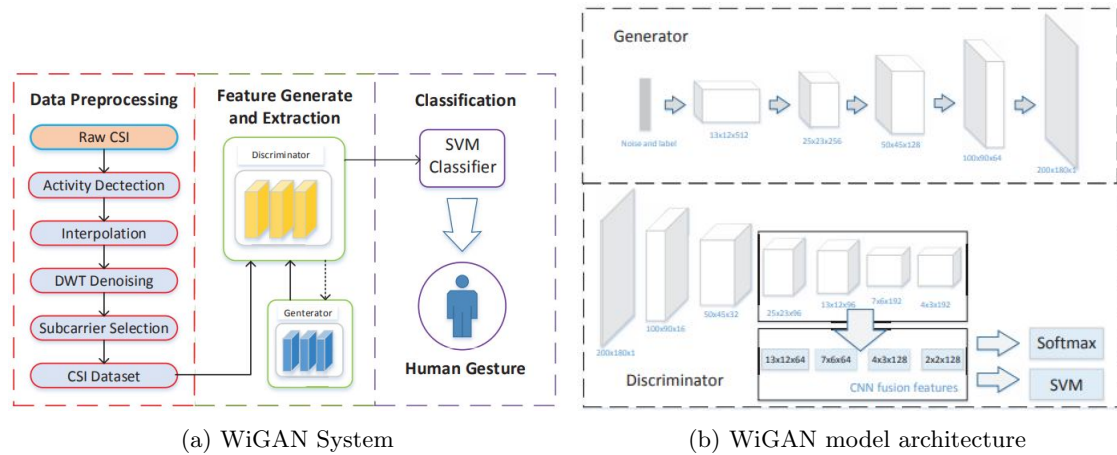 Data Preprocessing
Raw CSI
Activity Dectection
Interpolation
DWT Denoising
Subcarrier Selection
CSI Dataset
Feature Generate
and Extraction
Discriminator
Genterator
Classification
SVM
Classifier
Human Gesture
(a) WiGAN System
Generator
Noise and label
13x12x512
25x23x256
50x45x128
100x90x64
200x180x1
200x180x1
100x90x16
50x45x32
25x23x96
13x12x96
7x6x192
4x3x192
13x12x64 7x6x64 4x3x128 2x2x128
CNN fusion features
Discriminator
Softmax
SVM
(b) WiGAN model architecture